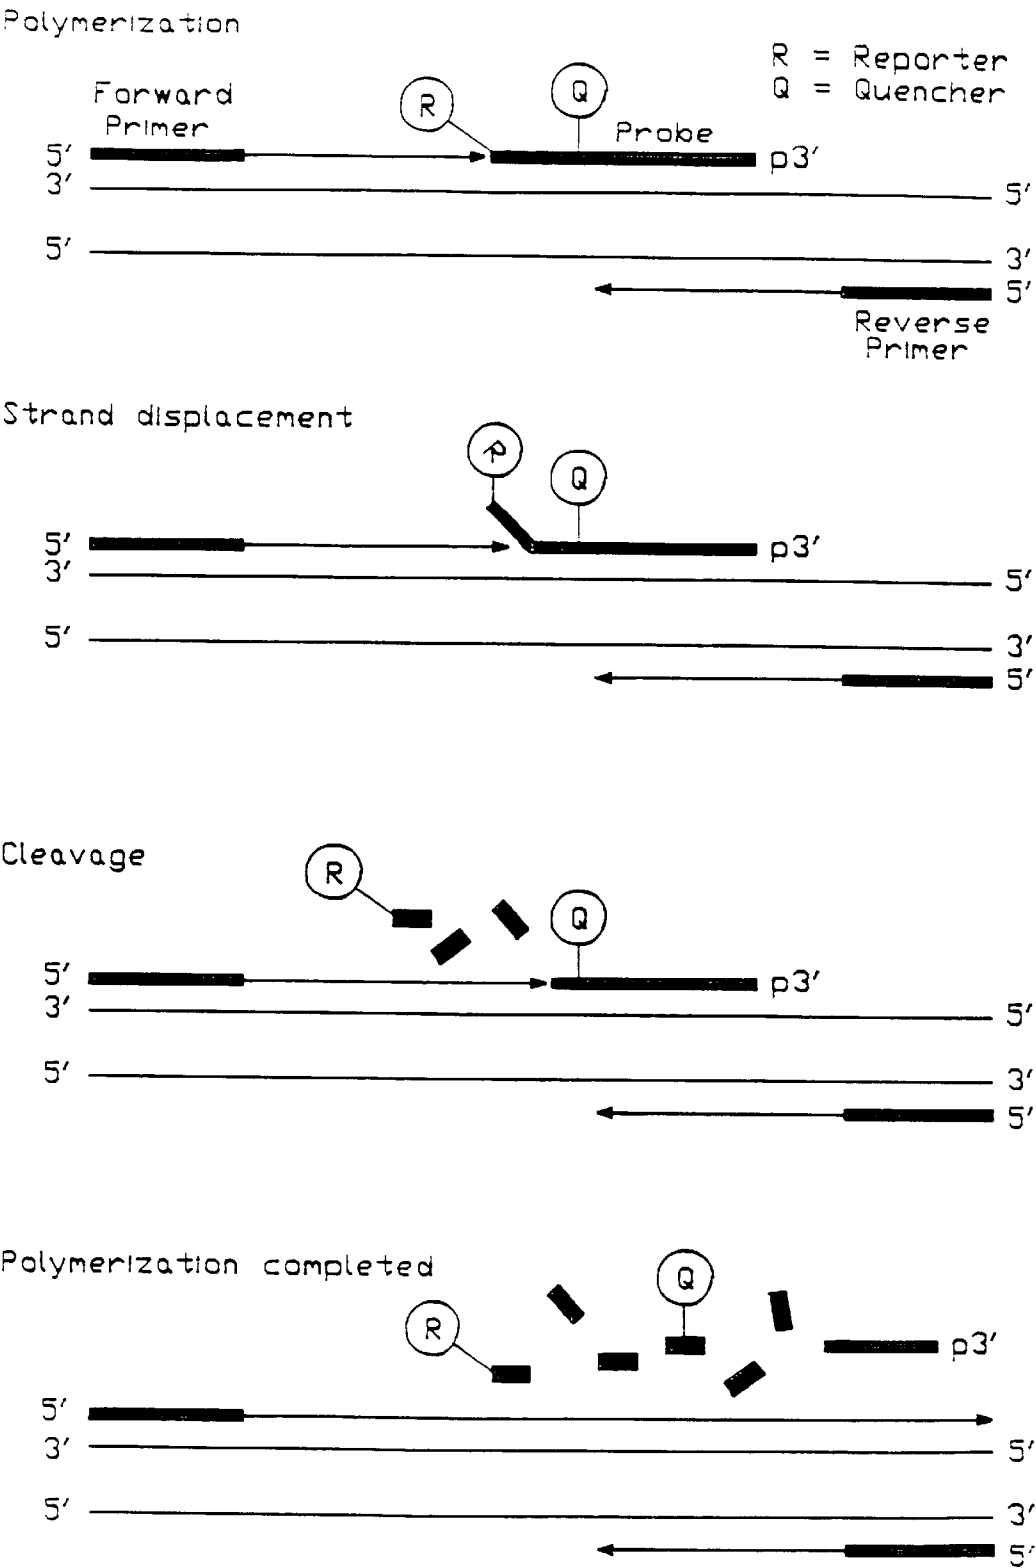 Polymerization
R = Reporter
Q = Quencher
Forward
Primer
R
Q
Probe
5'
p3'
3'
5'
5'
3'
5'
Reverse
Primer
Strand displacement
R
Q
5'
p3'
3'
5'
5'
3'
5'
Cleavage
R
Q
5'
p3'
3'
5'
5'
3'
5'
Polymerization completed
Q
R
p3'
5'
3'
5'
5'
3'
5'